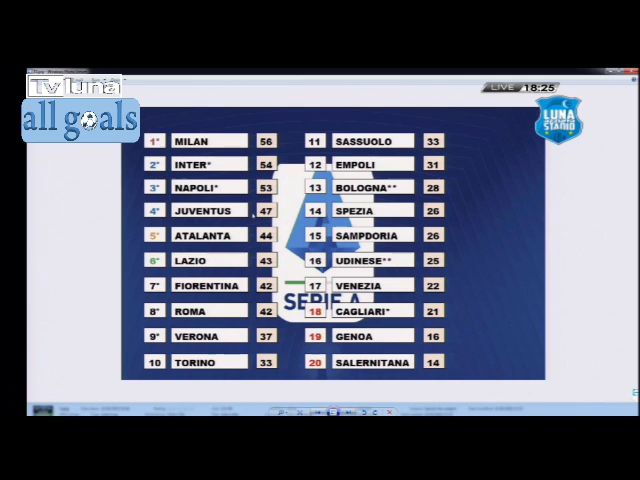 Tv luna
all goals
LIVE 18:25
LUNA
STADIO
1° MILAN 56
2° INTER* 54
3° NAPOLI* 53
4° JUVENTUS 47
5° ATALANTA 44
6° LAZIO 43
7° FIORENTINA 42
8° ROMA 42
9° VERONA 37
10 TORINO 33
11 SASSUOLO 33
12 EMPOLI 31
13 BOLOGNA** 28
14 SPEZIA 26
15 SAMPDORIA 26
16 UDINESE** 25
17 VENEZIA 22
18 CAGLIARI* 21
19 GENOA 16
20 SALERNITANA 14
SERIE A